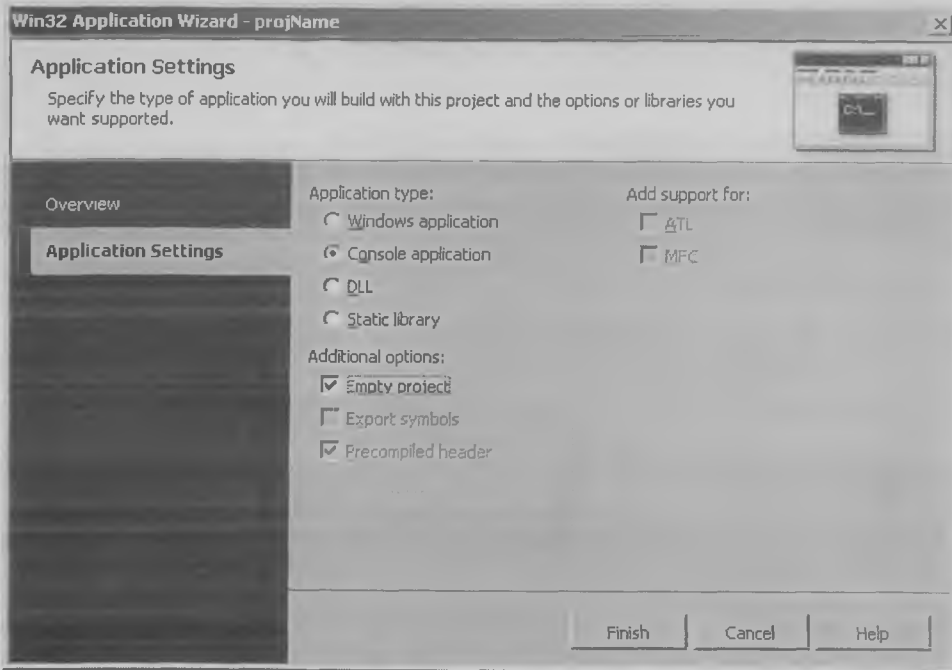 Win32 Application Wizard - projName
Application Settings
Specify the type of application you will build with this project and the options or libraries you
want supported.
Overview
Application Settings
Application type:
Windows application
Console application
DLL
Static library
Additional options:
Empty project
Export symbols
Precompiled header
Add support for:
ATL
MFC
Finish
Cancel
Help